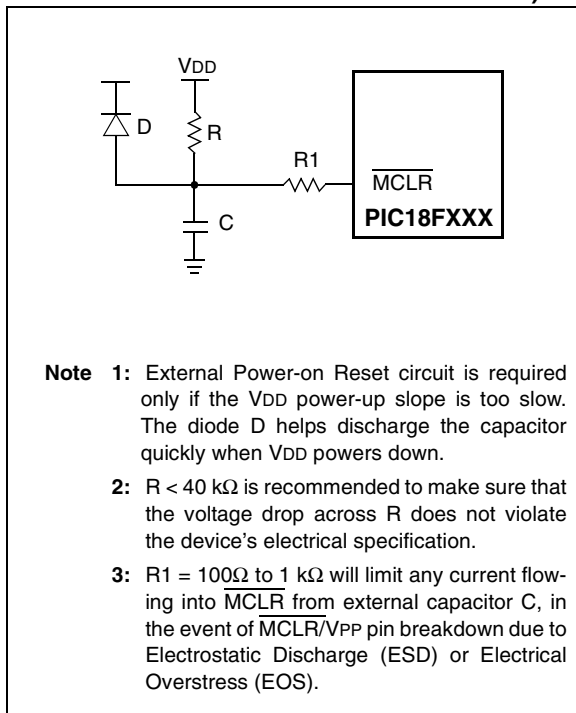 VDD
D
R
R1
MCLR
PIC18FXXX
C
Note 1: External Power-on Reset circuit is required
only if the VDD power-up slope is too slow.
The diode D helps discharge the capacitor
quickly when VDD powers down.
2: R < 40 kΩ is recommended to make sure that
the voltage drop across R does not violate
the device's electrical specification.
3: R1 = 100Ω to 1 kΩ will limit any current flow-
ing into MCLR from external capacitor C, in
the event of MCLR/VPP pin breakdown due to
Electrostatic Discharge (ESD) or Electrical
Overstress (EOS).